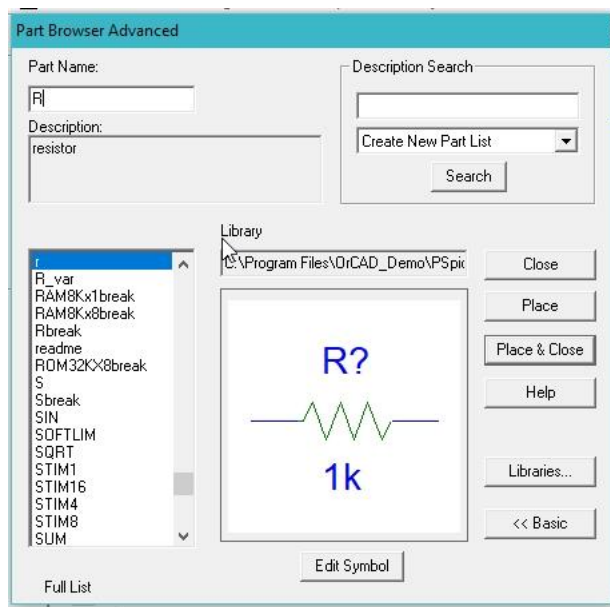 Part Browser Advanced
Part Name:
R
Description:
resistor
Description Search
Create New Part List
Search
Library
C:\Program Files\OrCAD_Demo\PSpic
r
R_var
RAM8Kx1break
RAM8Kx8break
Rbreak
readme
ROM32KX8break
S
Sbreak
SIN
SOFTLIM
SQRT
STIM1
STIM16
STIM4
STIM8
SUM
Full List
R?
1k
Edit Symbol
Close
Place
Place & Close
Help
Libraries...
<< Basic